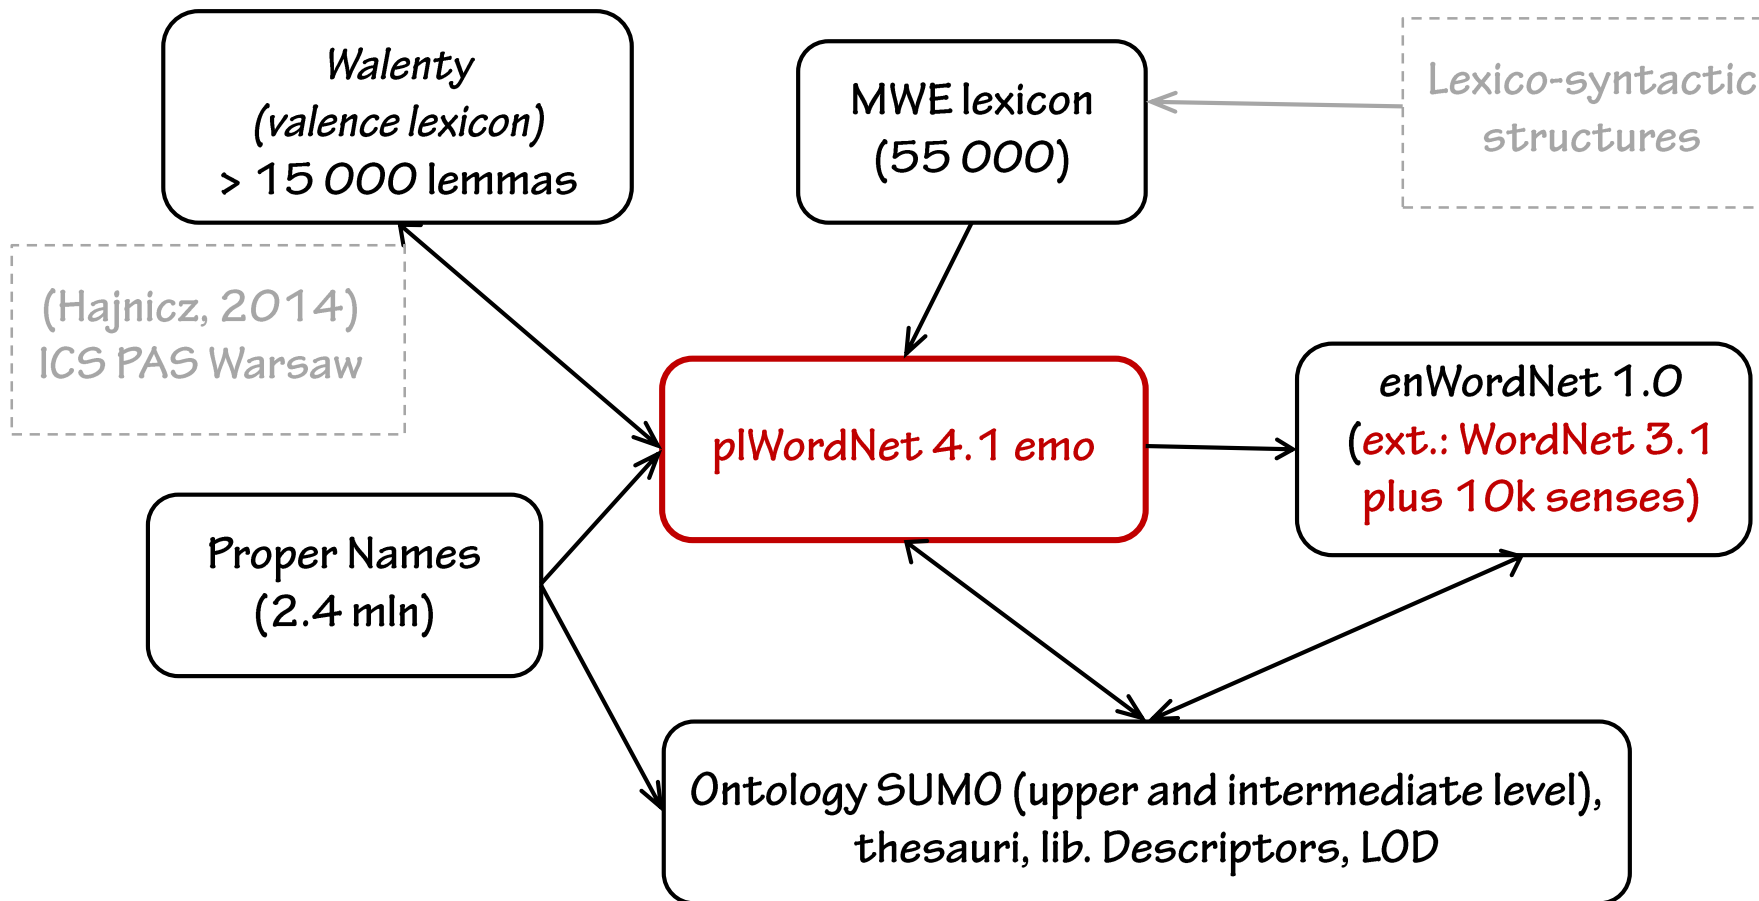 Walenty
(valence lexicon)
> 15 000 lemmas
MWE lexicon
(55 000)
Lexico-syntactic
structures
(Hajnicz, 2014)
ICS PAS Warsaw
plWordNet 4.1 emo
enWordNet 1.0
(ext.: WordNet 3.1
plus 10k senses)
Proper Names
(2.4 mln)
Ontology SUMO (upper and intermediate level),
thesauri, lib. Descriptors, LOD